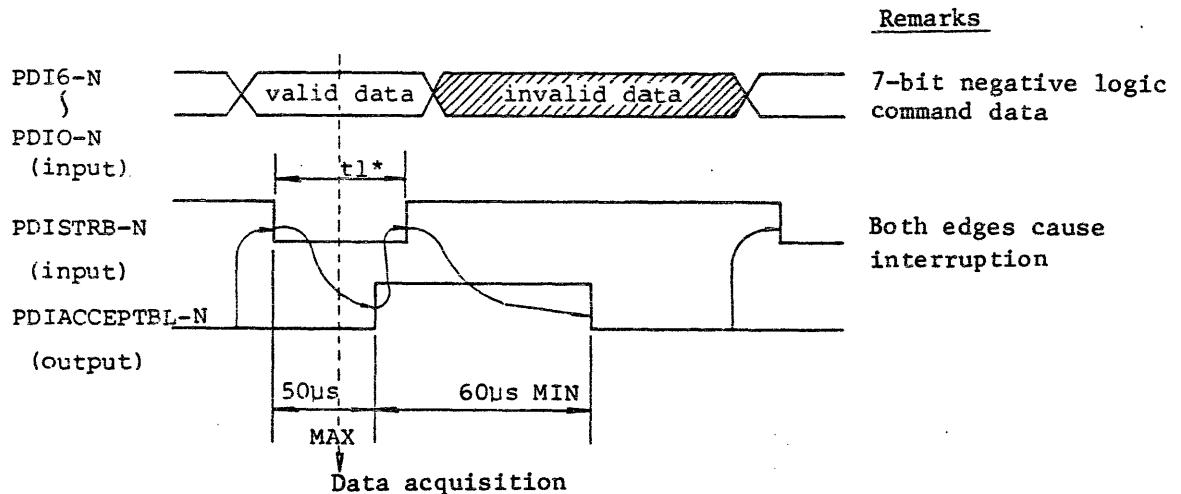 Remarks
PDI6-N
∫
PDIO-N
(input)
valid data
invalid data
7-bit negative logic
command data
t1*
PDISTRB-N
(input)
Both edges cause
interruption
PDIACCEPTBL-N
(output)
50μs
MAX
60μs MIN
Data acquisition